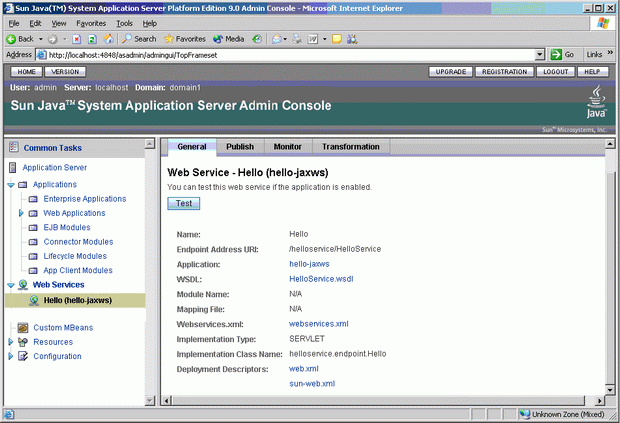 Sun Java(TM) System Application Server Platform Edition 9.0 Admin Console - Microsoft Internet Explorer
File Edit View Favorites Tools Help
Back Search Favorites Media
Address http://localhost:4848/asadmin/admingui/TopFrameset Go Links »
HOME VERSION UPGRADE REGISTRATION LOGOUT HELP
User: admin Server: localhost Domain: domain1
Sun Java™ System Application Server Admin Console
Java™
Sun™ Microsystems, Inc.
Common Tasks
Application Server
Applications
Enterprise Applications
Web Applications
EJB Modules
Connector Modules
Lifecycle Modules
App Client Modules
Web Services
Hello (hello-jaxws)
Custom MBeans
Resources
Configuration
General Publish Monitor Transformation
Web Service - Hello (hello-jaxws)
You can test this web service if the application is enabled.
Test
Name: Hello
Endpoint Address URI: /helloservice/HelloService
Application: hello-jaxws
WSDL: HelloService.wsdl
Module Name: N/A
Mapping File: N/A
Webservices.xml: webservices.xml
Implementation Type: SERVLET
Implementation Class Name: helloservice.endpoint.Hello
Deployment Descriptors: web.xml
sun-web.xml
Unknown Zone (Mixed)